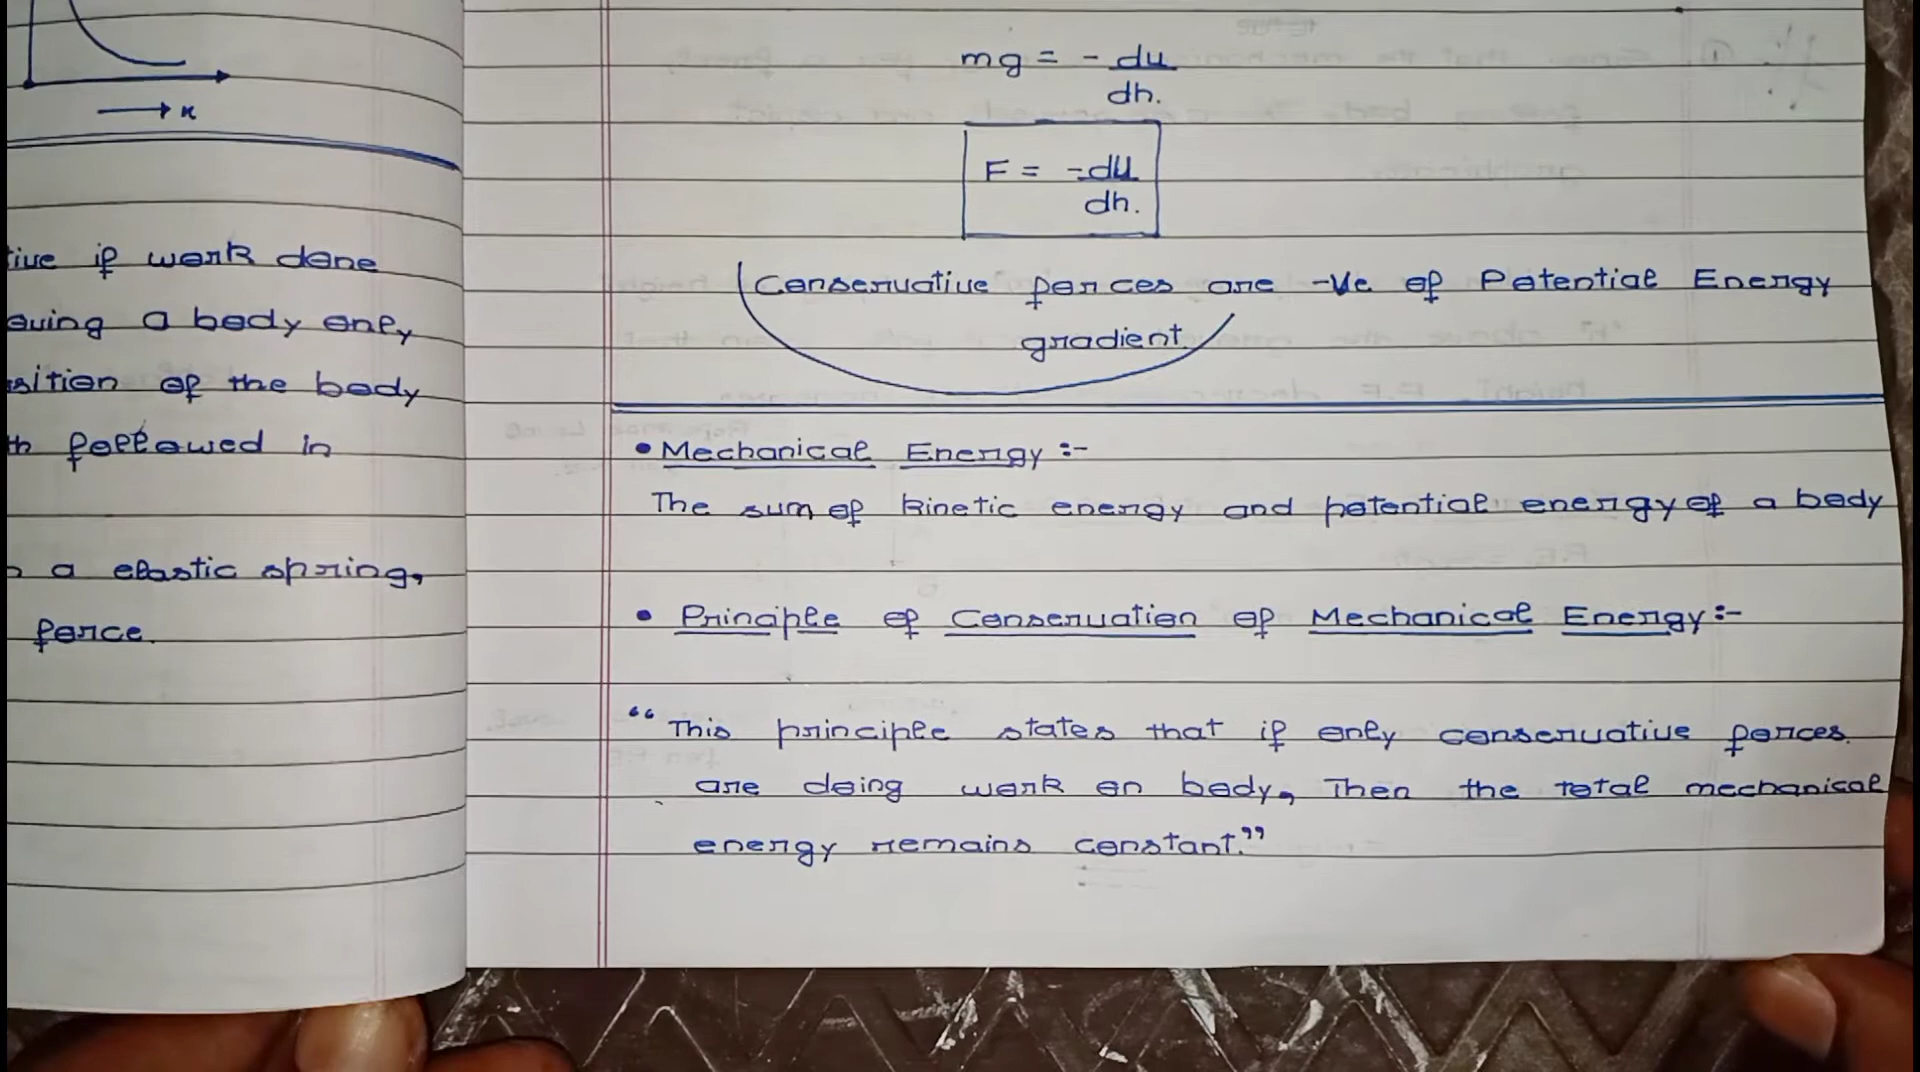 → x
tive if work done
a body only
sition of the body
th followed in
a elastic spring,
force.
mg = - du
dh.
F = -dU
dh.
Conservative forces are -Ve of Potential Energy
gradient.
• Mechanical Energy :-
The sum of kinetic energy and potential energy of a body
• Principle of Conservation of Mechanical Energy :-
“ This principle states that if only conservative forces.
are doing work on body, Then the total mechanical
energy remains constant.”